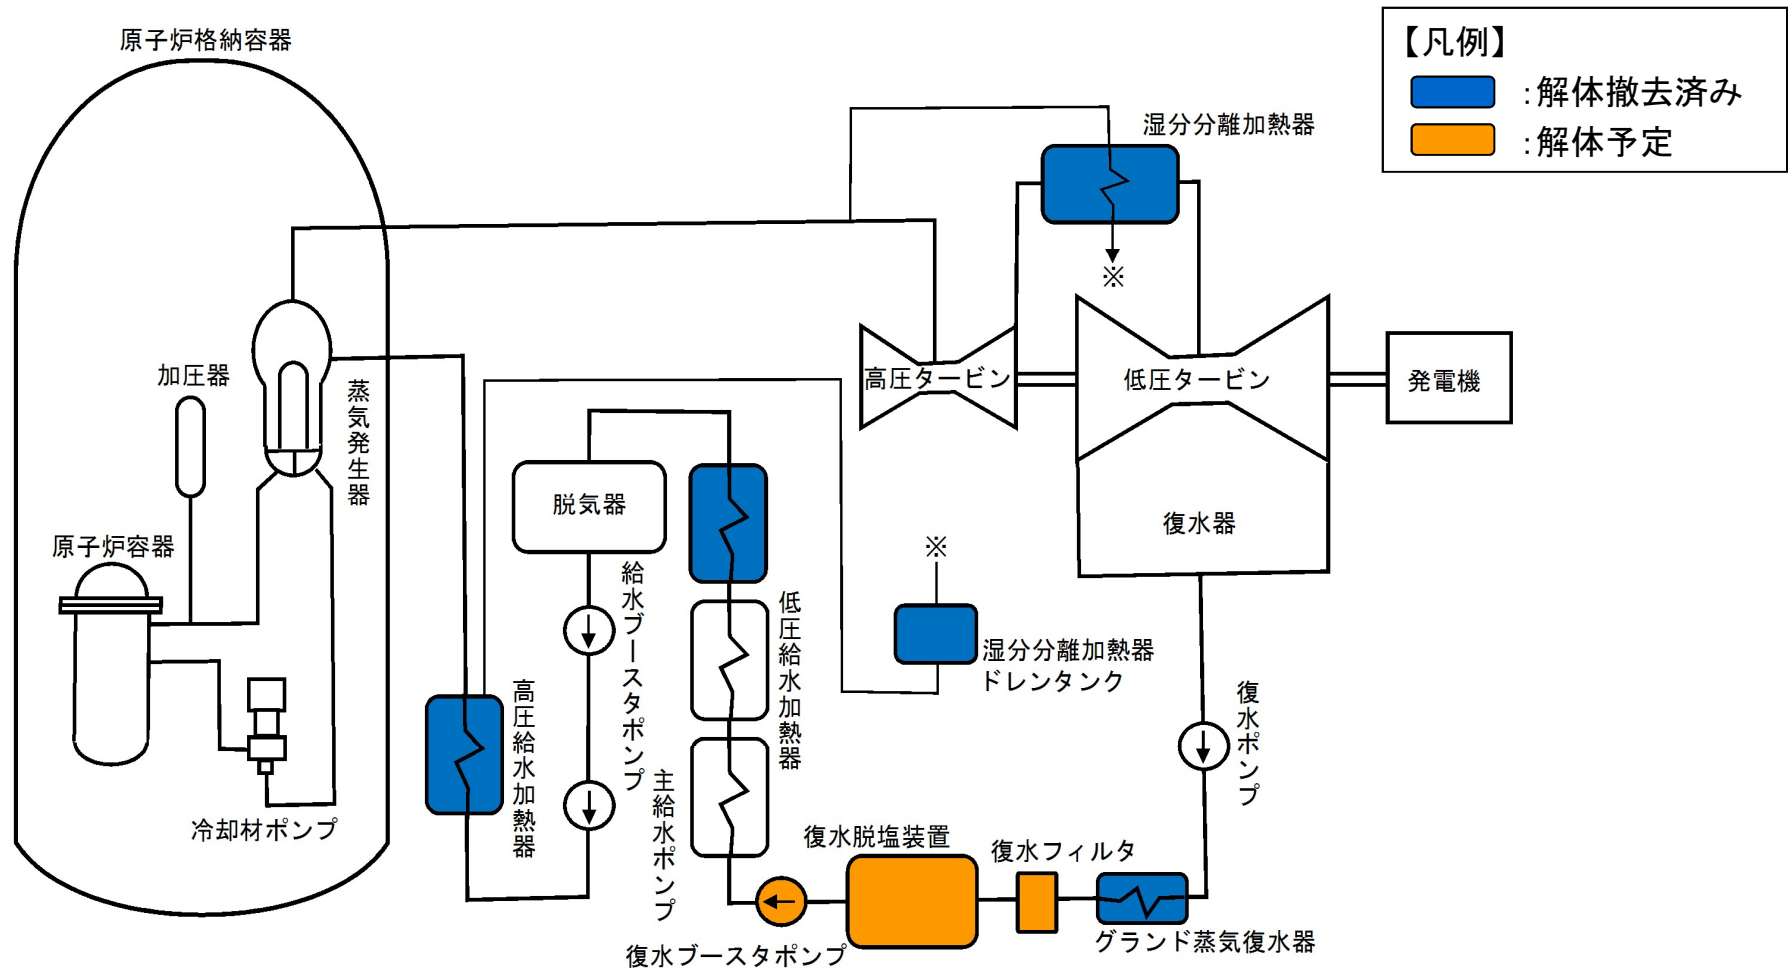 原子炉格納容器
【凡例】
：解体撤去済み
：解体予定
湿分分離加熱器
※
加圧器
蒸気発生器
高圧タービン
低圧タービン
発電機
脱気器
復水器
原子炉容器
※
給水ブースタポンプ
低圧給水加熱器
湿分分離加熱器
ドレンタンク
高圧給水加熱器
復水ポンプ
主給水ポンプ
冷却材ポンプ
復水脱塩装置
復水フィルタ
グランド蒸気復水器
復水ブースタポンプ